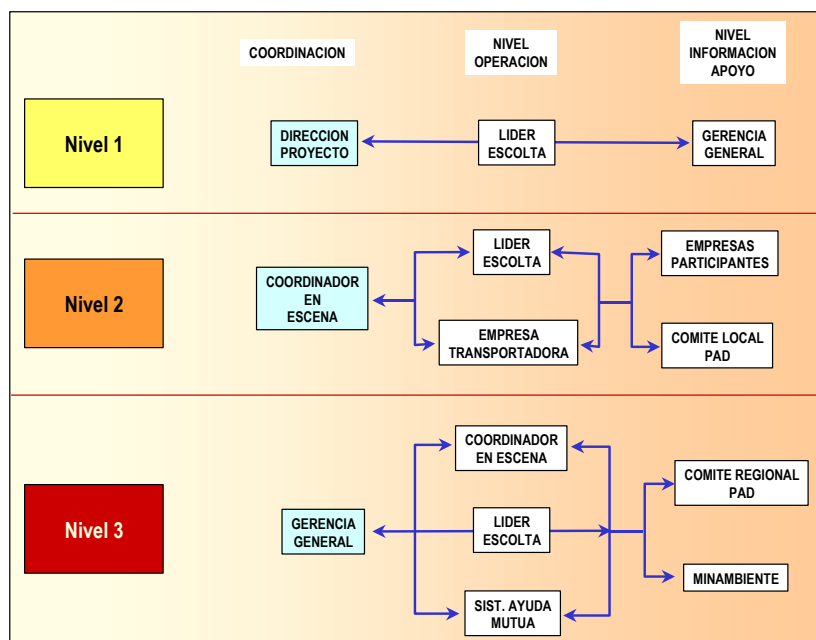 COORDINACION
NIVEL
OPERACION
NIVEL
INFORMACION
APOYO
Nivel 1
DIRECCION
PROYECTO
LIDER
ESCOLTA
GERENCIA
GENERAL
Nivel 2
COORDINADOR
EN
ESCENA
LIDER
ESCOLTA
EMPRESA
TRANSPORTADORA
EMPRESAS
PARTICIPANTES
COMITE LOCAL
PAD
Nivel 3
GERENCIA
GENERAL
COORDINADOR
EN ESCENA
LIDER
ESCOLTA
SIST. AYUDA
MUTUA
COMITE REGIONAL
PAD
MINAMBIENTE